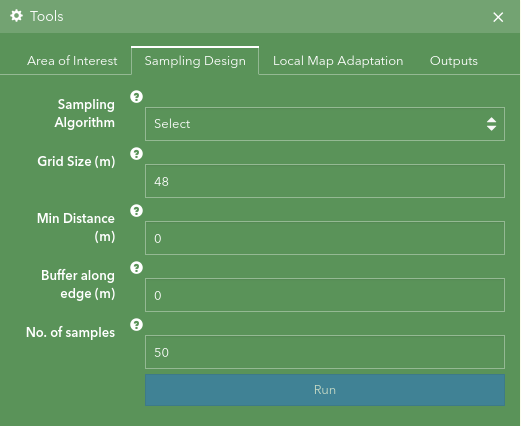 Tools
Area of Interest
Sampling Design
Local Map Adaptation
Outputs
Sampling
Algorithm
Select
Grid Size (m)
48
Min Distance
(m)
0
Buffer along
edge (m)
0
No. of samples
50
Run